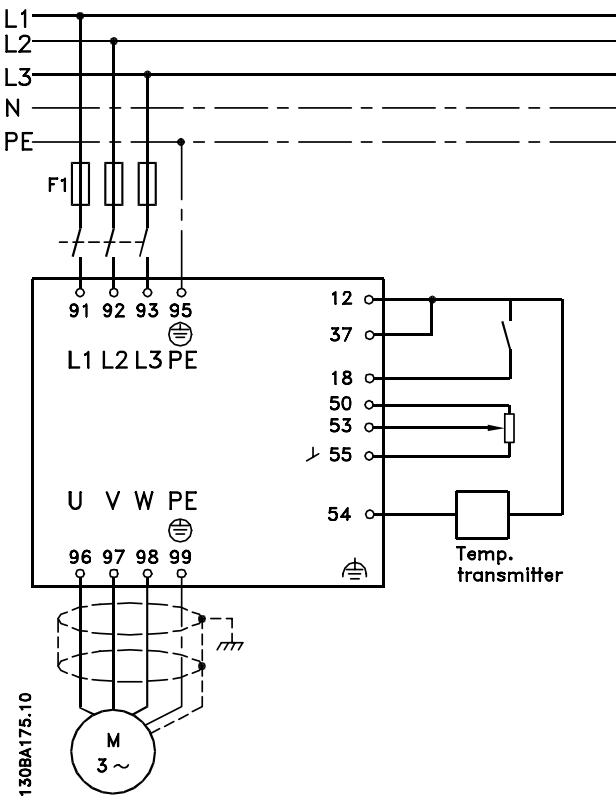 L1
L2
L3
N
PE
F1
91 92 93 95
L1 L2 L3 PE
12
37
18
50
53
55
54
U V W PE
96 97 98 99
Temp.
transmitter
M
3 ~
130BA175.10